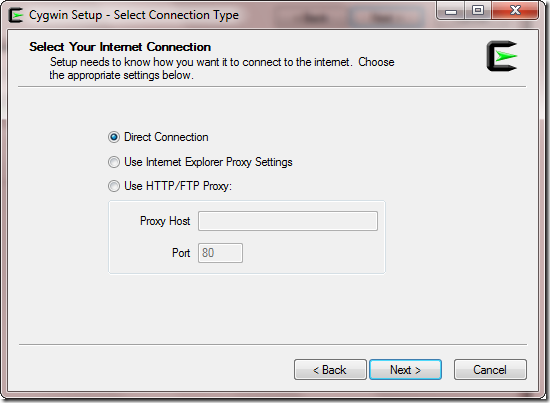 Cygwin Setup - Select Connection Type
Select Your Internet Connection
Setup needs to know how you want it to connect to the internet.  Choose
the appropriate settings below.
Direct Connection
Use Internet Explorer Proxy Settings
Use HTTP/FTP Proxy:
Proxy Host
Port 80
< Back Next > Cancel